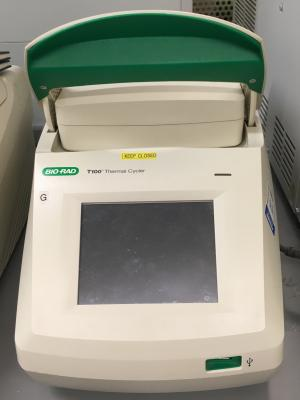 KEEP CLOSED
BIO-RAD T100™ Thermal Cycler
G